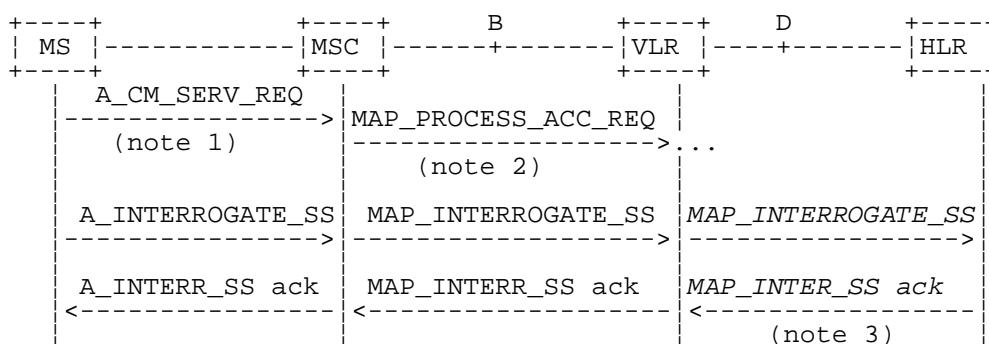 B D
MS MSC VLR HLR
A_CM_SERV_REQ
MAP_PROCESS_ACC_REQ
(note 1) ...
(note 2)
A_INTERROGATE_SS MAP_INTERROGATE_SS MAP_INTERROGATE_SS
A_INTERR_SS ack MAP_INTERR_SS ack MAP_INTER_SS ack
(note 3)